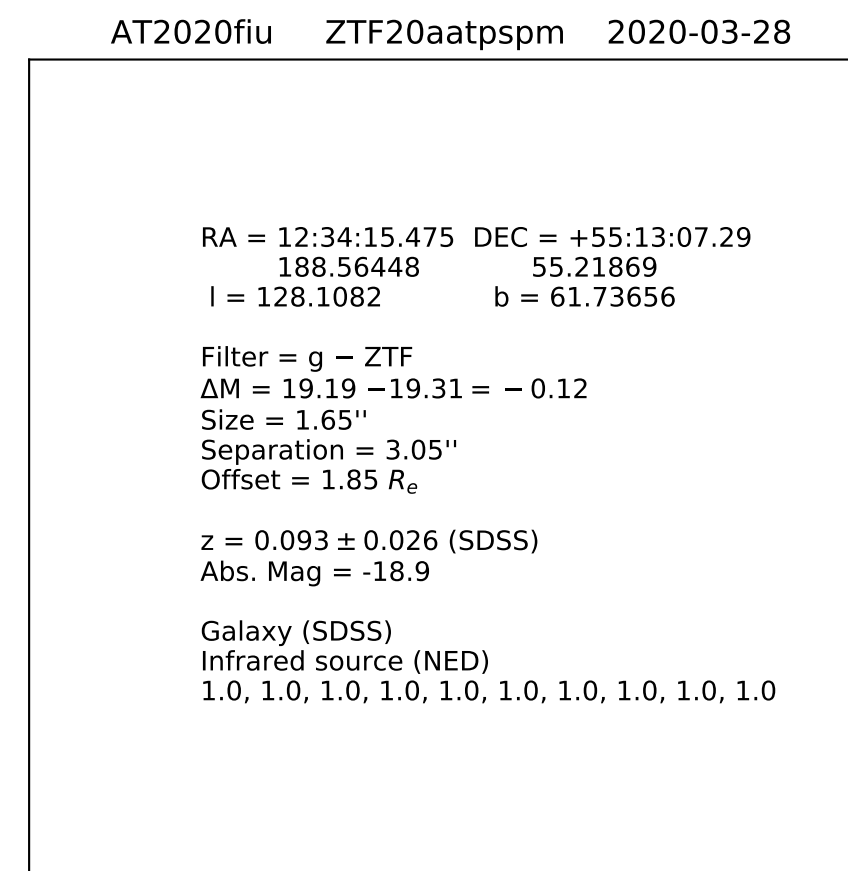 AT2020fiu ZTF20aatpspm 2020-03-28
RA = 12:34:15.475 DEC = +55:13:07.29
188.56448 55.21869
l = 128.1082 b = 61.73656
Filter = g − ZTF
ΔM = 19.19 −19.31 = − 0.12
Size = 1.65''
Separation = 3.05''
Offset = 1.85 Rₑ
z = 0.093 ± 0.026 (SDSS)
Abs. Mag = -18.9
Galaxy (SDSS)
Infrared source (NED)
1.0, 1.0, 1.0, 1.0, 1.0, 1.0, 1.0, 1.0, 1.0, 1.0